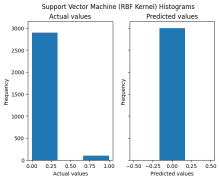 Support Vector Machine (RBF Kernel) Histograms
Actual values
Predicted values
3000
2500
2000
1500
1000
500
0
Frequency
0.00 0.25 0.50 0.75 1.00
Actual values
Frequency
−0.50 −0.25 0.00 0.25 0.50
Predicted values